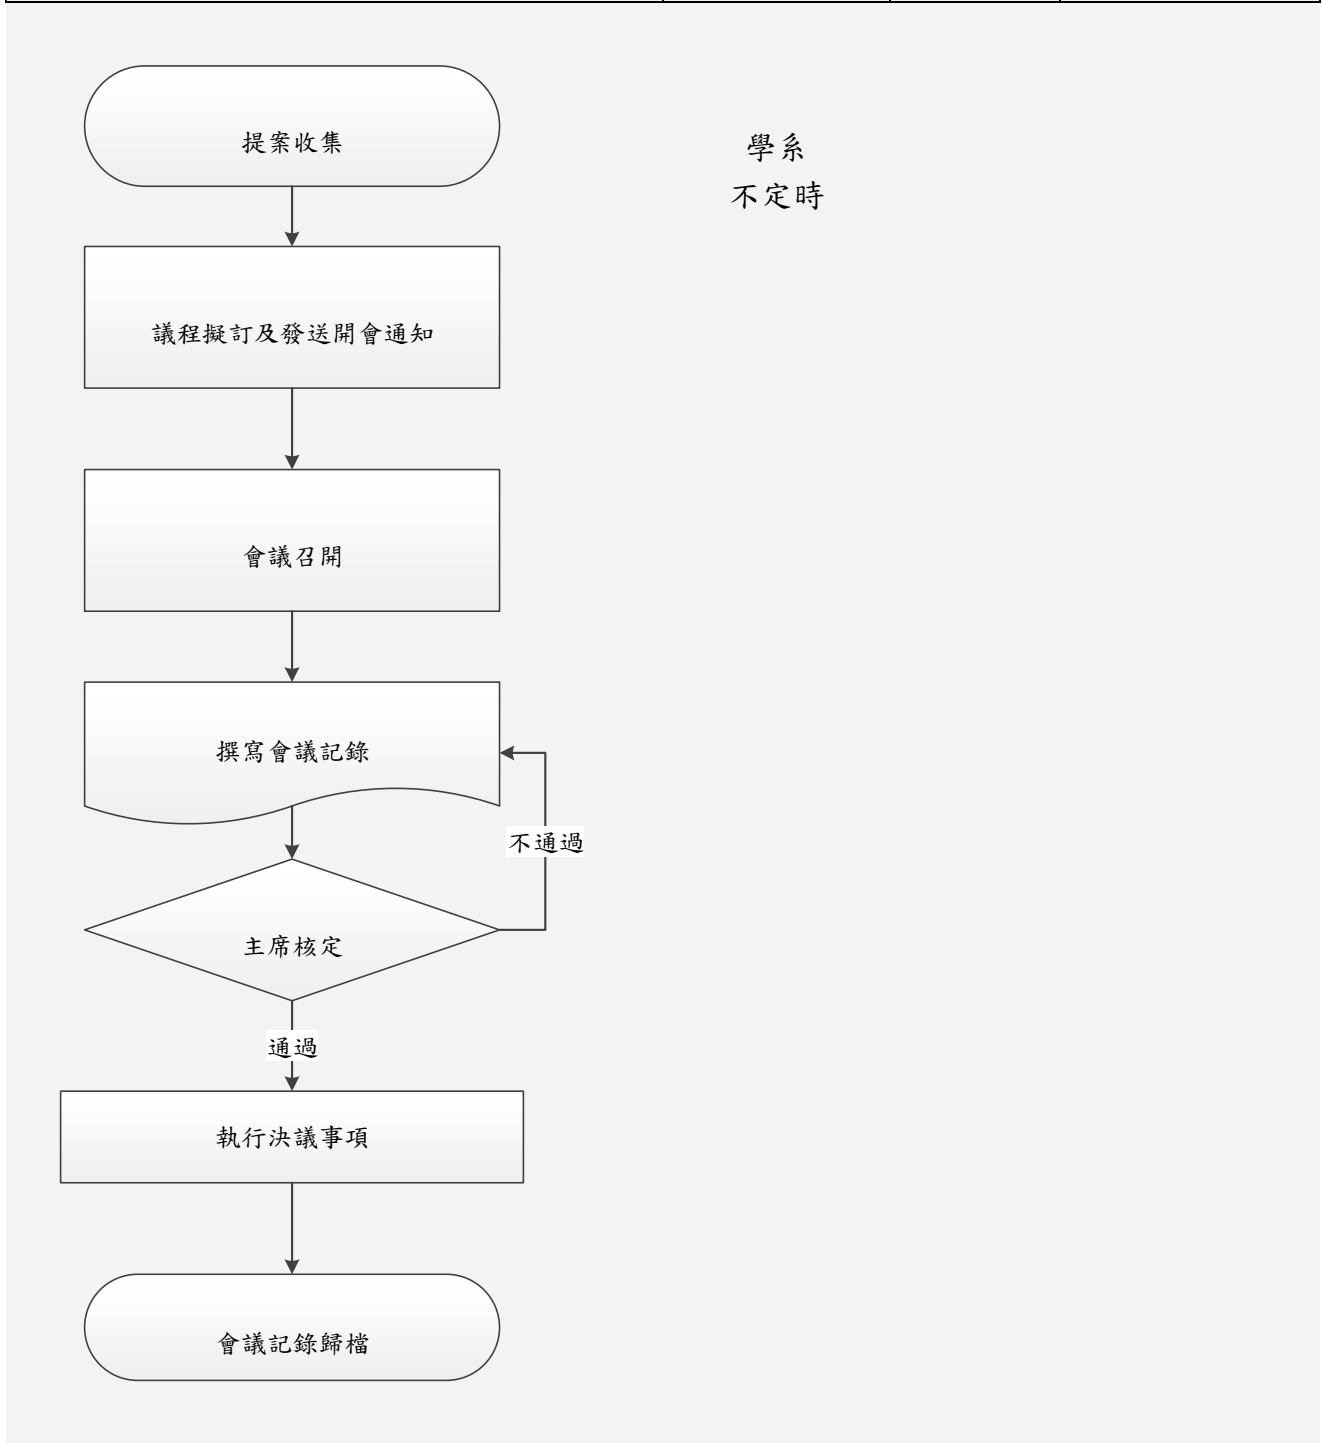 提案收集
學系
不定時
議程擬訂及發送開會通知
會議召開
撰寫會議記錄
不通過
主席核定
通過
執行決議事項
會議記錄歸檔